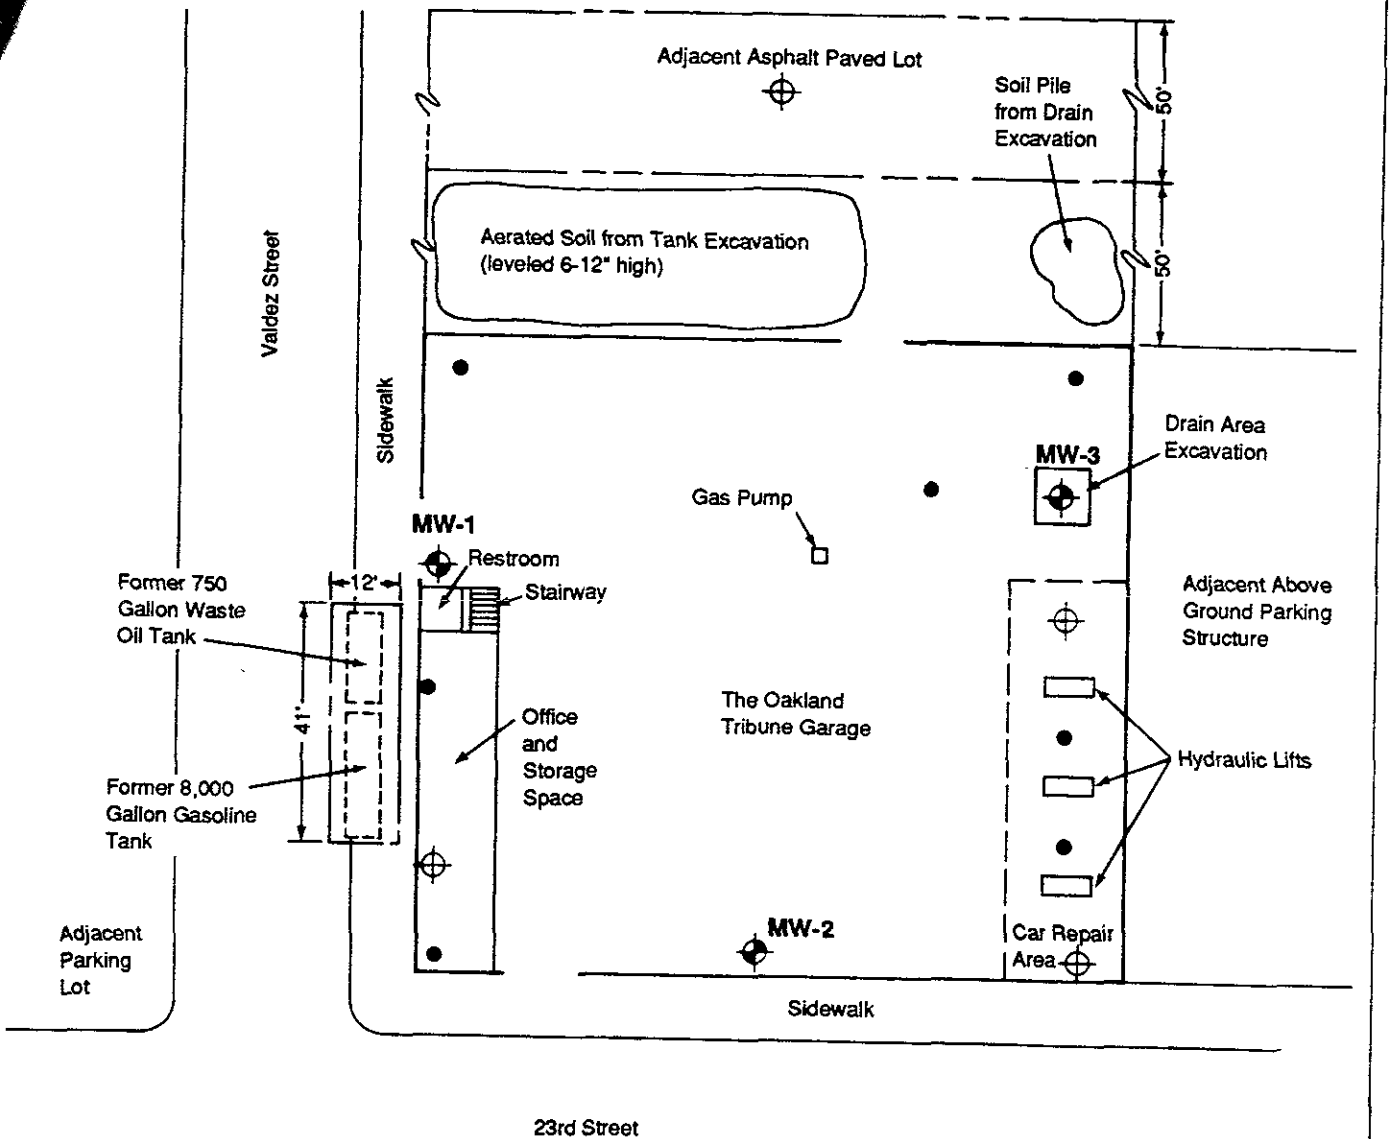 Adjacent Asphalt Paved Lot
Soil Pile
from Drain
Excavation
50'
Aerated Soil from Tank Excavation
(leveled 6-12" high)
50'
Valdez Street
Sidewalk
Drain Area
Excavation
MW-3
Gas Pump
MW-1
Restroom
Stairway
12'
Former 750
Gallon Waste
Oil Tank
Adjacent Above
Ground Parking
Structure
41'
The Oakland
Tribune Garage
Office
and
Storage
Space
Hydraulic Lifts
Former 8,000
Gallon Gasoline
Tank
MW-2
Car Repair
Area
Adjacent
Parking
Lot
Sidewalk
23rd Street